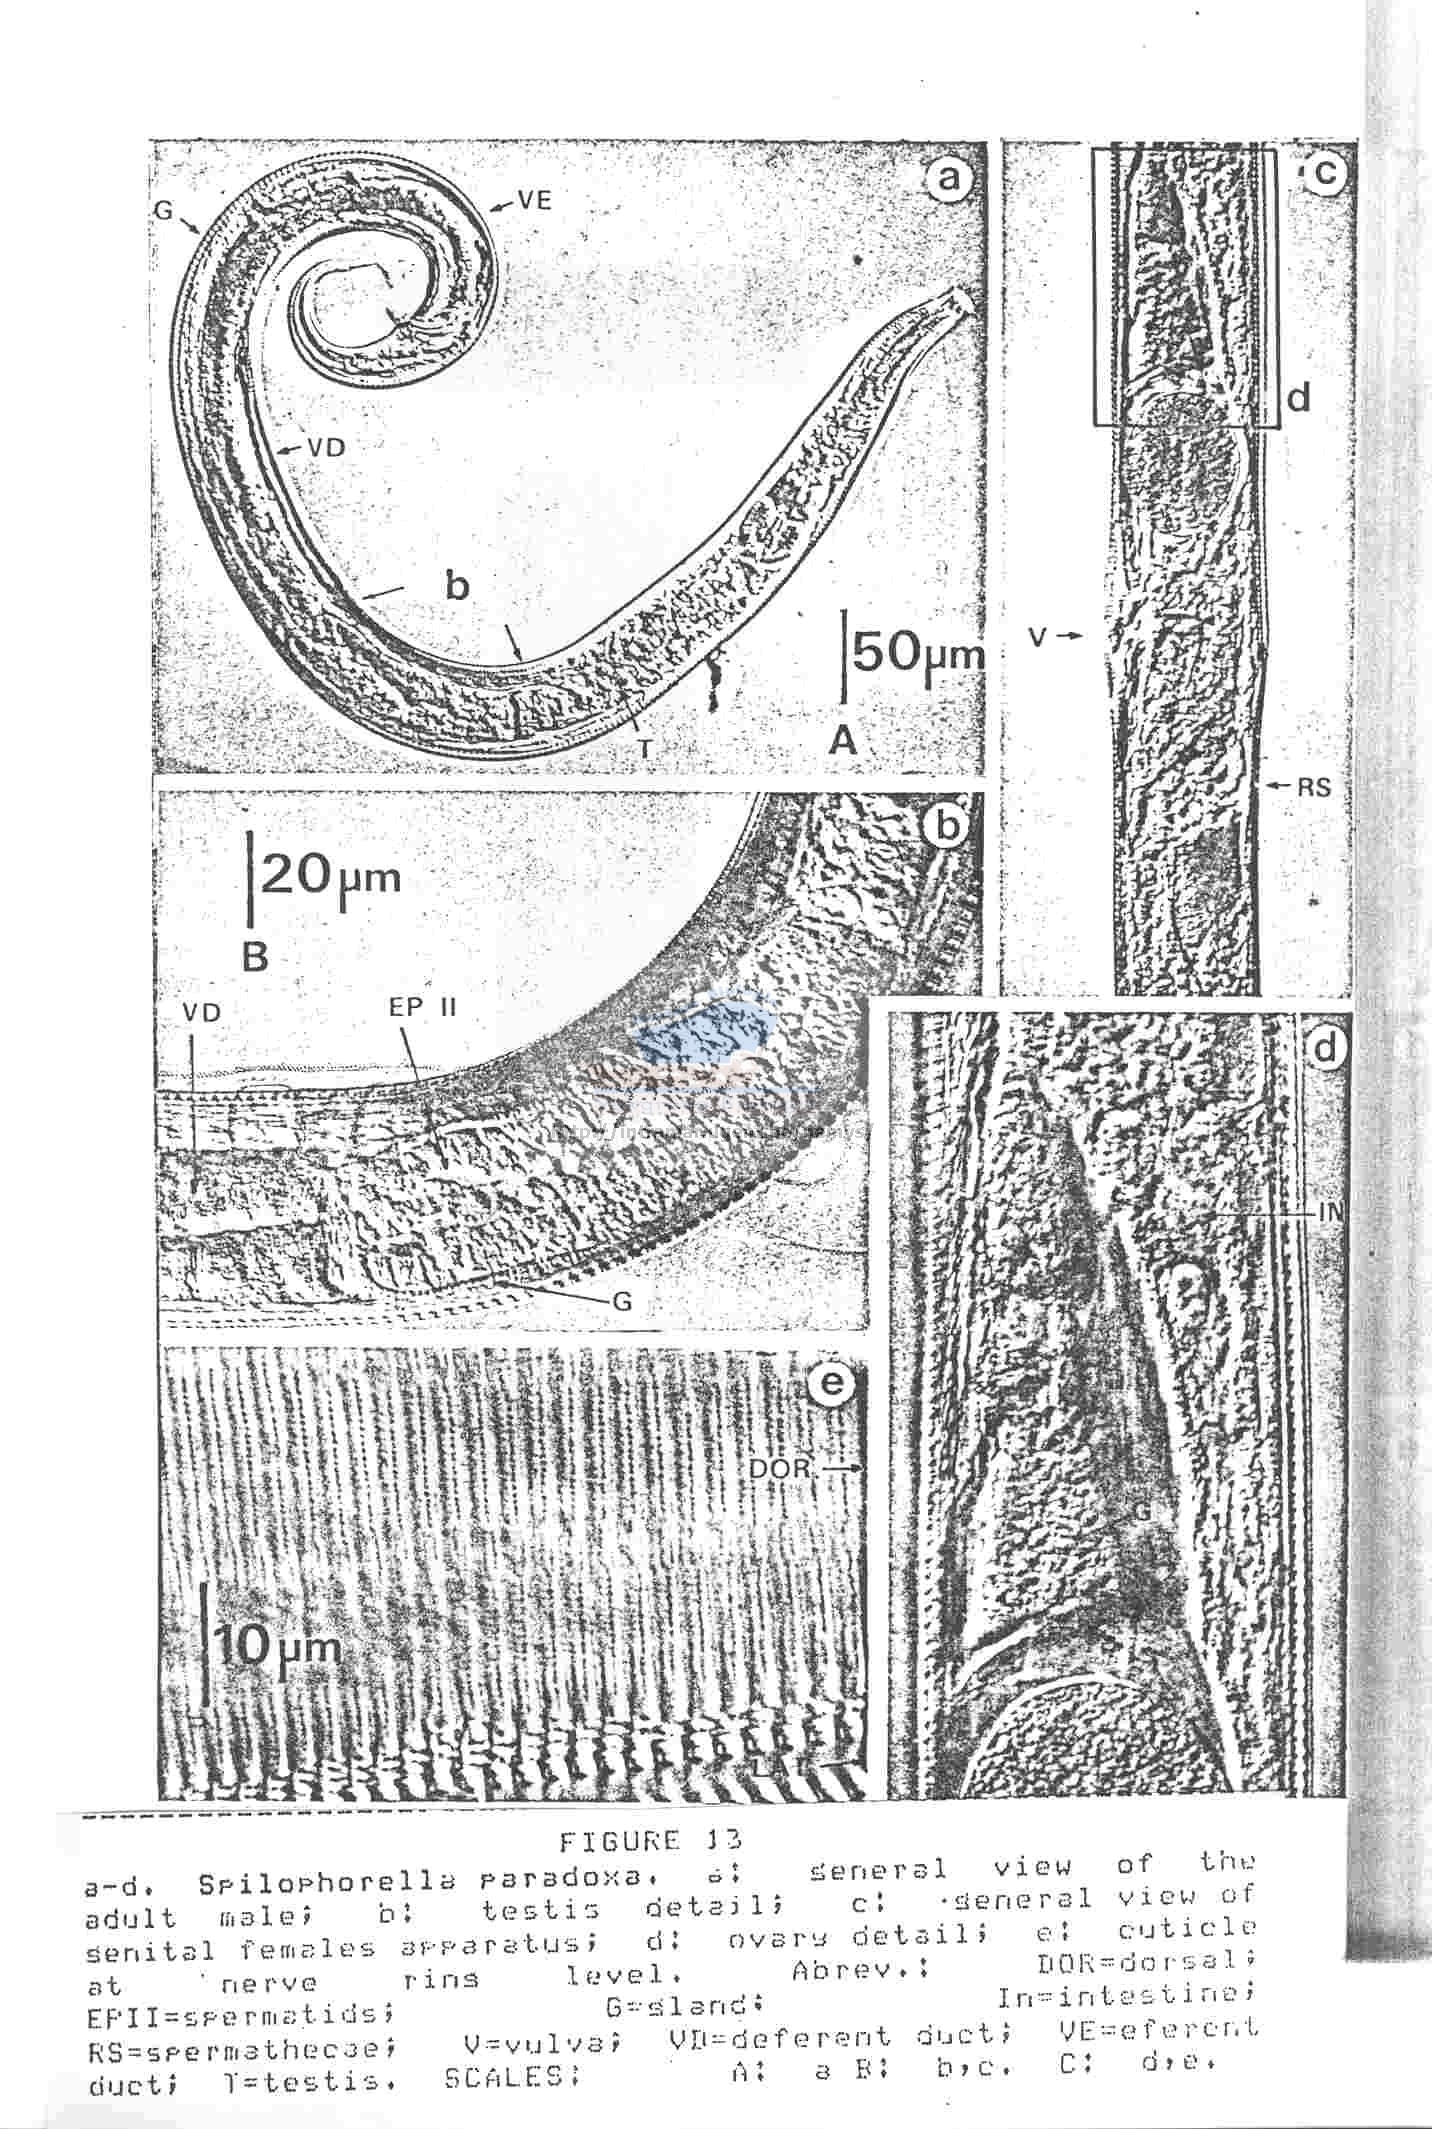 a
G
VE
VD
b
T
50µm
A
c
d
V
RS
b
20µm
B
VD
EP II
G
d
IN
G
e
DOR
10µm
LAT
FIGURE 13
a-d. Spilophorella paradoxa. a: general view of the
adult male; b: testis detail; c: general view of
genital females apparatus; d: ovary detail; e: cuticle
at nerve ring level. Abrev.: DOR=dorsal;
EPII=spermatids; G=gland; In=intestine;
RS=spermathecae; V=vulva; VD=deferent duct; VE=eferent
duct; T=testis. SCALES: A: a B: b,c. C: d,e.